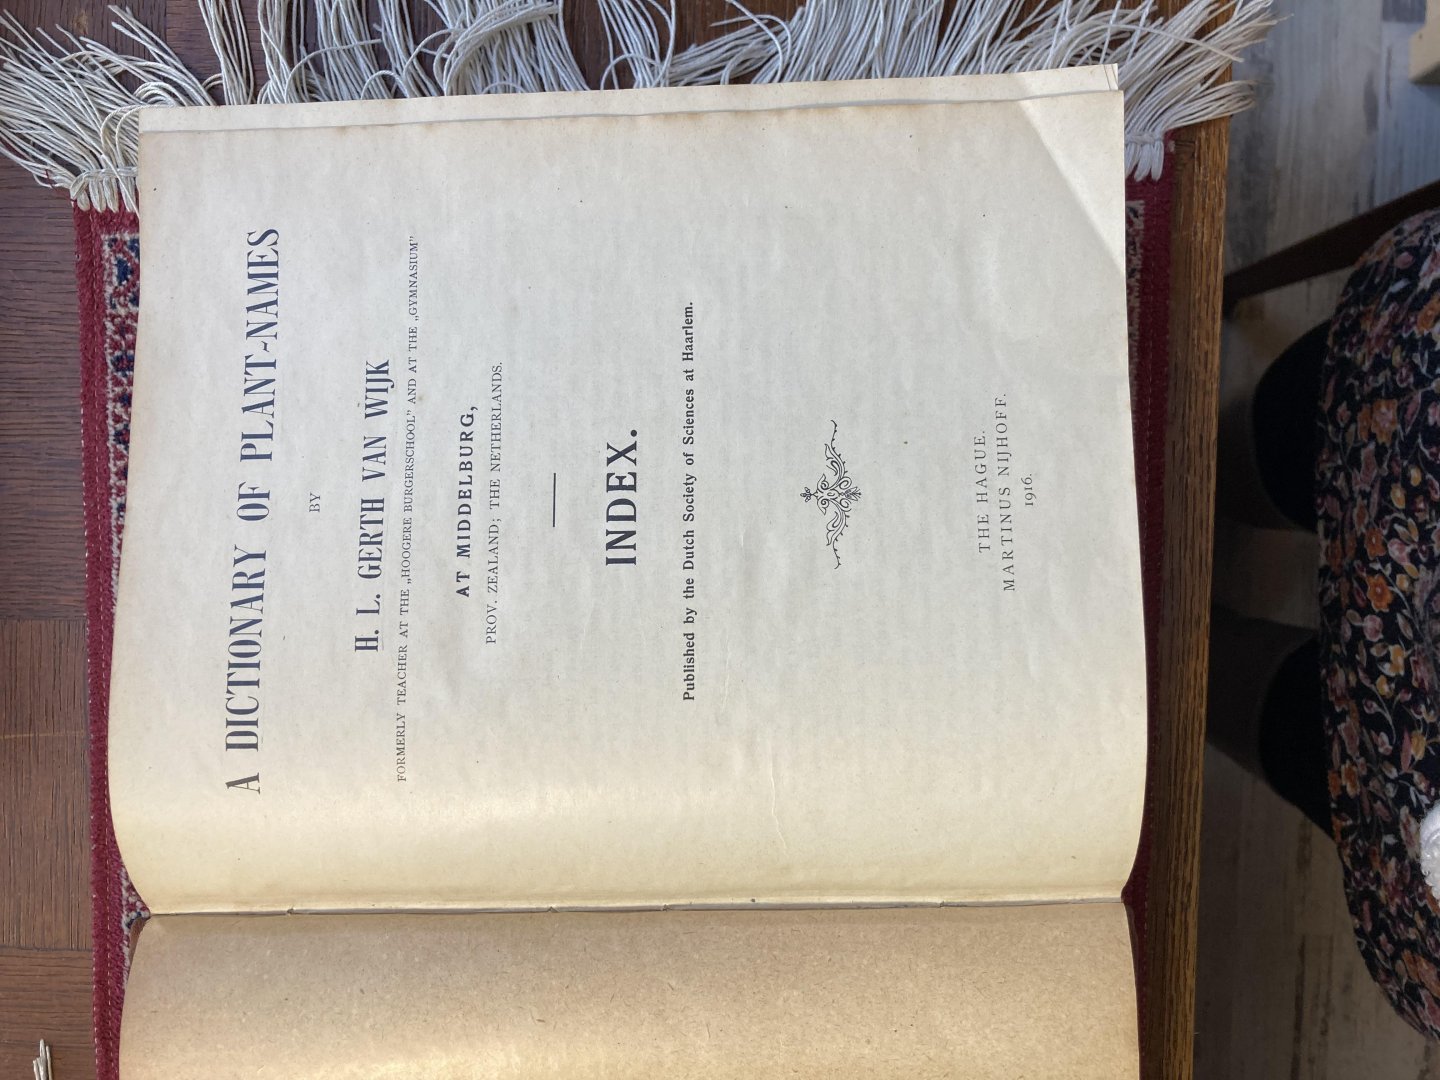 A DICTIONARY OF PLANT-NAMES
BY
H. L. GERTH VAN WIJK
FORMERLY TEACHER AT THE „HOOGERE BURGERSCHOOL” AND AT THE „GYMNASIUM”
AT MIDDELBURG,
PROV. ZEALAND; THE NETHERLANDS.
INDEX.
Published by the Dutch Society of Sciences at Haarlem.
THE HAGUE.
MARTINUS NIJHOFF.
1916.